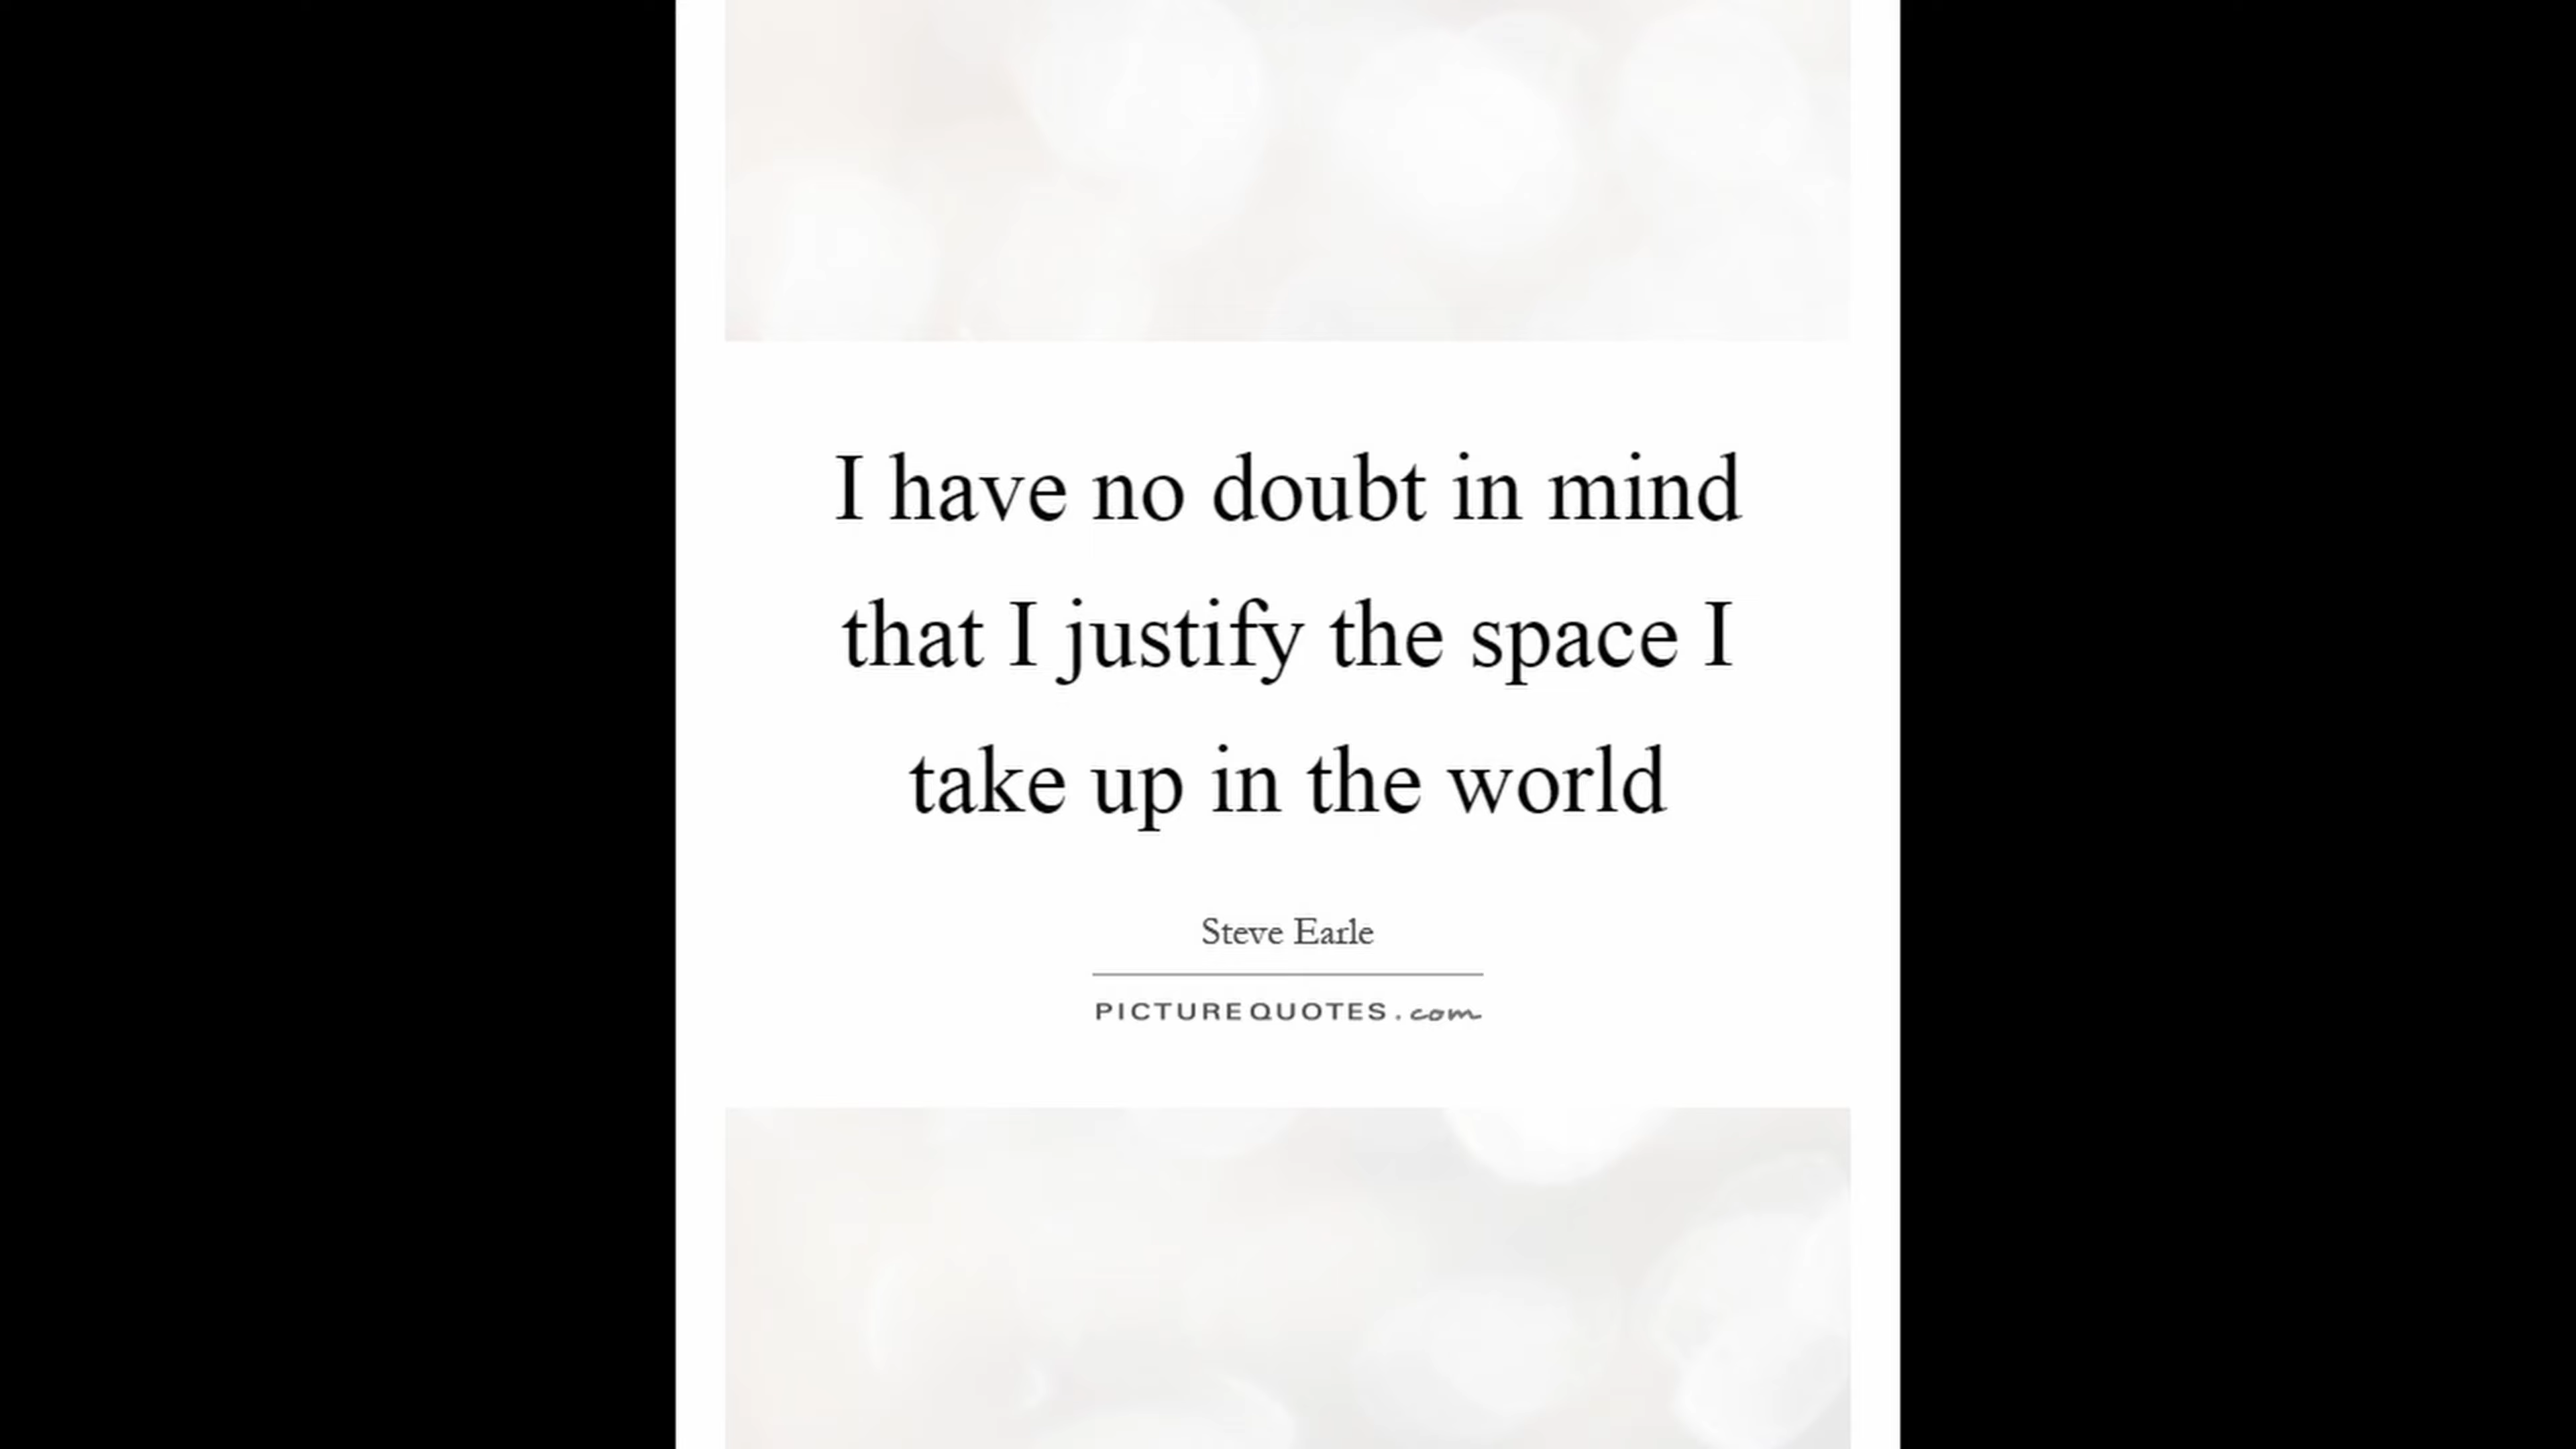 I have no doubt in mind
that I justify the space I
take up in the world
Steve Earle
PICTUREQUOTES.com